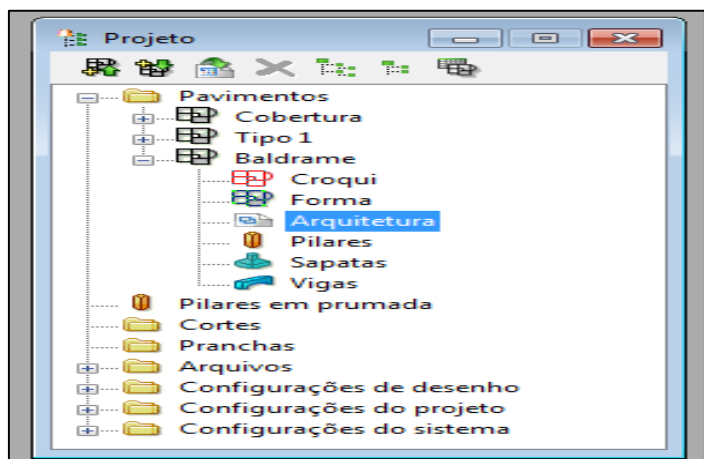 Projeto
Pavimentos
Cobertura
Tipo 1
Baldrame
Croqui
Forma
Arquitetura
Pilares
Sapatas
Vigas
Pilares em prumada
Cortes
Pranchas
Arquivos
Configurações de desenho
Configurações do projeto
Configurações do sistema